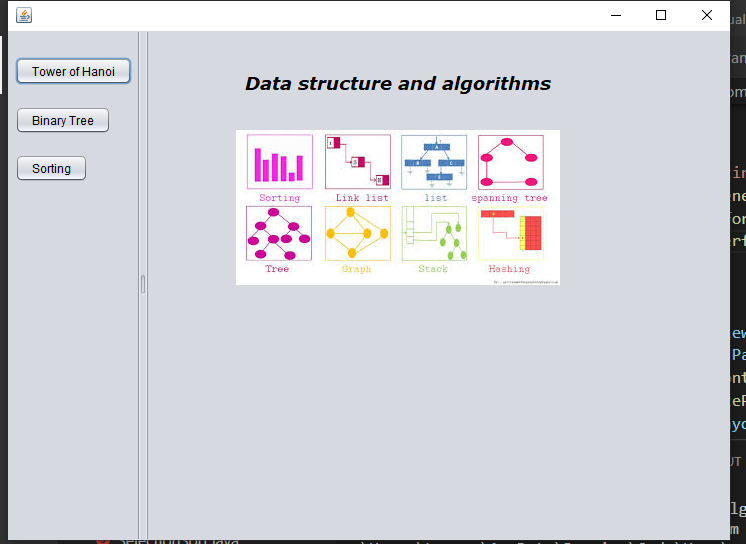 Tower of Hanoi
Binary Tree
Sorting
Data structure and algorithms
Sorting
Link list
list
spanning tree
Tree
Graph
Stack
Hashing